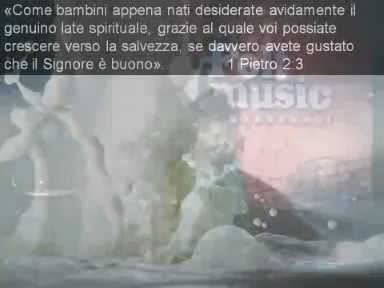 «Come bambini appena nati desiderate avidamente il
genuino late spirituale, grazie al quale voi possiate
crescere verso la salvezza, se davvero avete gustato
che il Signore è buono». 1 Pietro 2:3
music